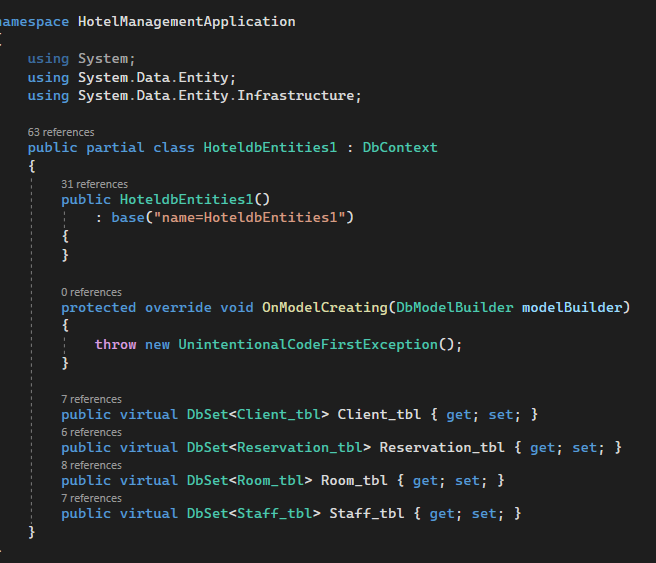 namespace HotelManagementApplication
{
using System;
using System.Data.Entity;
using System.Data.Entity.Infrastructure;
63 references
public partial class HoteldbEntities1 : DbContext
{
31 references
public HoteldbEntities1()
: base("name=HoteldbEntities1")
{
}
0 references
protected override void OnModelCreating(DbModelBuilder modelBuilder)
{
throw new UnintentionalCodeFirstException();
}
7 references
public virtual DbSet<Client_tbl> Client_tbl { get; set; }
6 references
public virtual DbSet<Reservation_tbl> Reservation_tbl { get; set; }
8 references
public virtual DbSet<Room_tbl> Room_tbl { get; set; }
7 references
public virtual DbSet<Staff_tbl> Staff_tbl { get; set; }
}